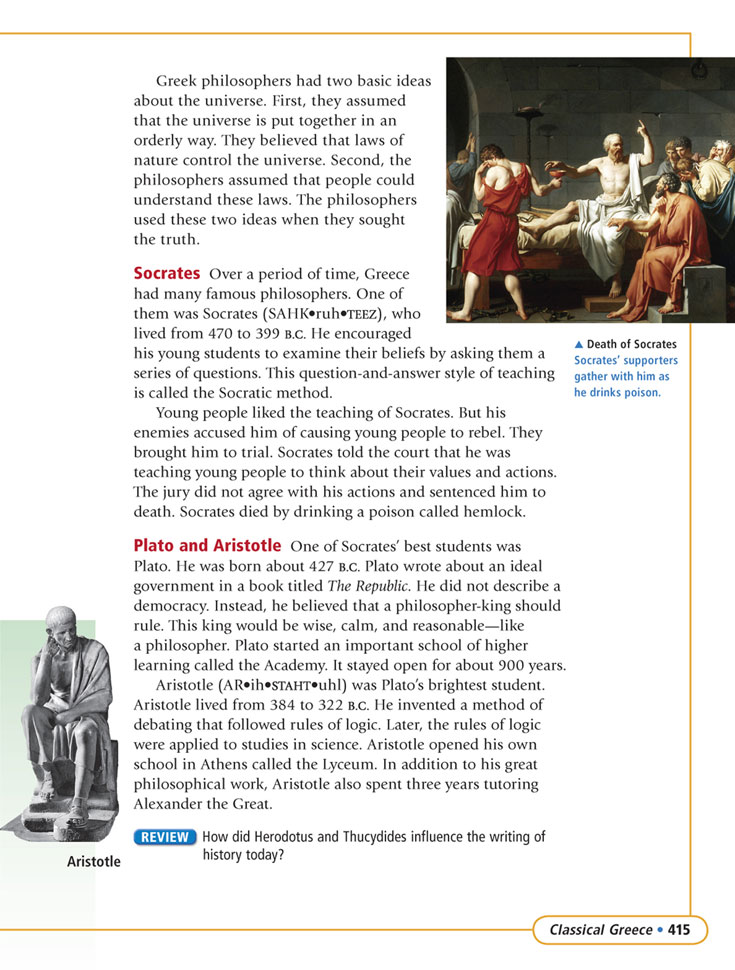 Greek philosophers had two basic ideas
about the universe. First, they assumed
that the universe is put together in an
orderly way. They believed that laws of
nature control the universe. Second, the
philosophers assumed that people could
understand these laws. The philosophers
used these two ideas when they sought
the truth.
Socrates Over a period of time, Greece
had many famous philosophers. One of
them was Socrates (SAHK•ruh•TEEZ), who
lived from 470 to 399 B.C. He encouraged
his young students to examine their beliefs by asking them a
series of questions. This question-and-answer style of teaching
is called the Socratic method.
▲ Death of Socrates
Socrates’ supporters
gather with him as
he drinks poison.
Young people liked the teaching of Socrates. But his
enemies accused him of causing young people to rebel. They
brought him to trial. Socrates told the court that he was
teaching young people to think about their values and actions.
The jury did not agree with his actions and sentenced him to
death. Socrates died by drinking a poison called hemlock.
Plato and Aristotle One of Socrates’ best students was
Plato. He was born about 427 B.C. Plato wrote about an ideal
government in a book titled The Republic. He did not describe a
democracy. Instead, he believed that a philosopher-king should
rule. This king would be wise, calm, and reasonable—like
a philosopher. Plato started an important school of higher
learning called the Academy. It stayed open for about 900 years.
Aristotle (AR•ih•STAHT•uhl) was Plato’s brightest student.
Aristotle lived from 384 to 322 B.C. He invented a method of
debating that followed rules of logic. Later, the rules of logic
were applied to studies in science. Aristotle opened his own
school in Athens called the Lyceum. In addition to his great
philosophical work, Aristotle also spent three years tutoring
Alexander the Great.
Aristotle
REVIEW How did Herodotus and Thucydides influence the writing of
history today?
Classical Greece • 415